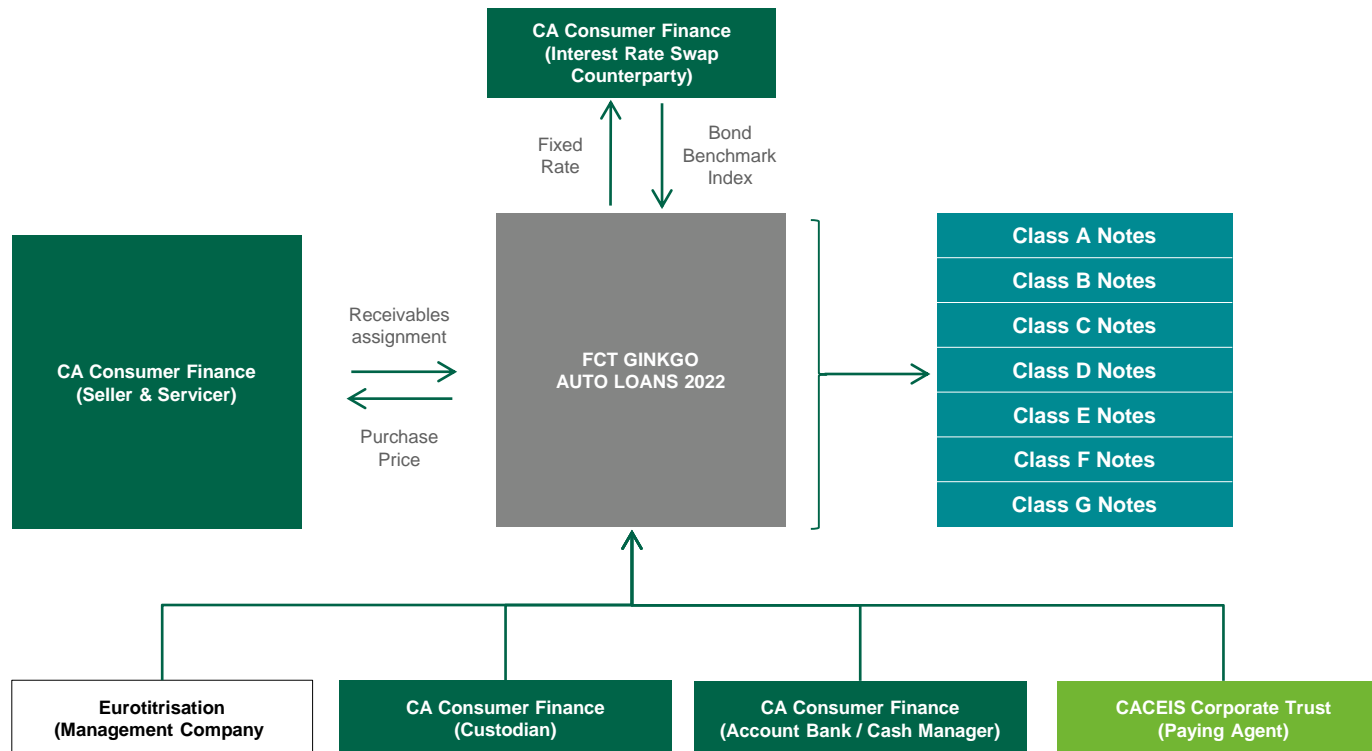 CA Consumer Finance
(Interest Rate Swap
Counterparty)
Fixed
Rate
Bond
Benchmark
Index
CA Consumer Finance
(Seller & Servicer)
Receivables
assignment
Purchase
Price
FCT GINKGO
AUTO LOANS 2022
Class A Notes
Class B Notes
Class C Notes
Class D Notes
Class E Notes
Class F Notes
Class G Notes
Eurotitrisation
(Management Company
CA Consumer Finance
(Custodian)
CA Consumer Finance
(Account Bank / Cash Manager)
CACEIS Corporate Trust
(Paying Agent)